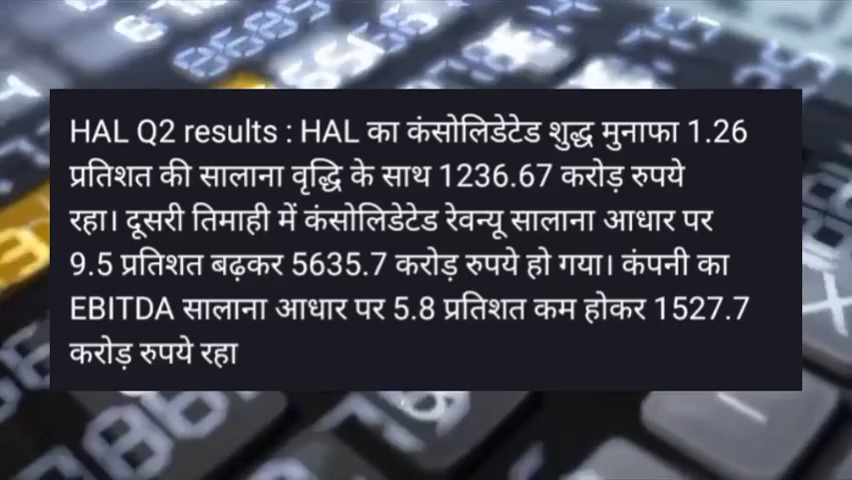 HAL Q2 results : HAL का कंसोलिडेटेड शुद्ध मुनाफा 1.26
प्रतिशत की सालाना वृद्धि के साथ 1236.67 करोड़ रुपये
रहा। दूसरी तिमाही में कंसोलिडेटेड रेवन्यू सालाना आधार पर
9.5 प्रतिशत बढ़कर 5635.7 करोड़ रुपये हो गया। कंपनी का
EBITDA सालाना आधार पर 5.8 प्रतिशत कम होकर 1527.7
करोड़ रुपये रहा